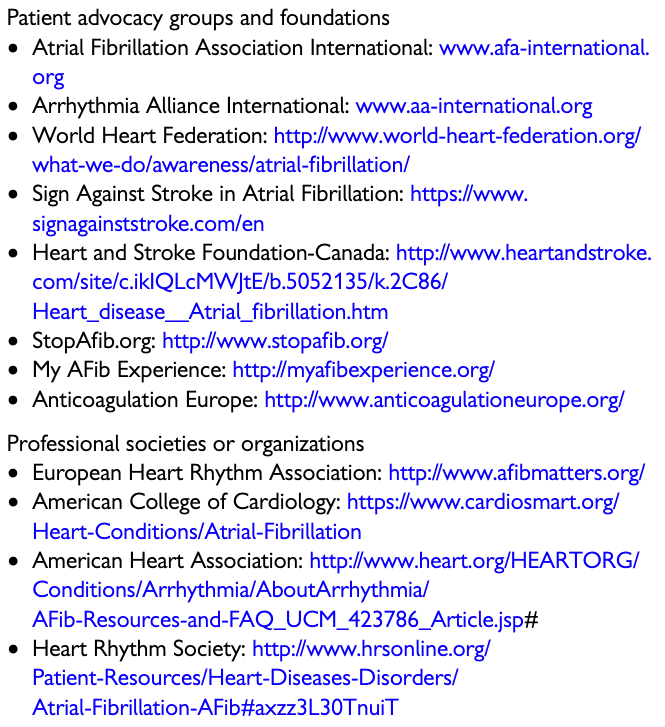 Patient advocacy groups and foundations
• Atrial Fibrillation Association International: www.afa-international.
org
• Arrhythmia Alliance International: www.aa-international.org
• World Heart Federation: http://www.world-heart-federation.org/
what-we-do/awareness/atrial-fibrillation/
• Sign Against Stroke in Atrial Fibrillation: https://www.
signagainststroke.com/en
• Heart and Stroke Foundation-Canada: http://www.heartandstroke.
com/site/c.ikIQLcMWJtE/b.5052135/k.2C86/
Heart_disease__Atrial_fibrillation.htm
• StopAfib.org: http://www.stopafib.org/
• My AFib Experience: http://myafibexperience.org/
• Anticoagulation Europe: http://www.anticoagulationeurope.org/
Professional societies or organizations
• European Heart Rhythm Association: http://www.afibmatters.org/
• American College of Cardiology: https://www.cardiosmart.org/
Heart-Conditions/Atrial-Fibrillation
• American Heart Association: http://www.heart.org/HEARTORG/
Conditions/Arrhythmia/AboutArrhythmia/
AFib-Resources-and-FAQ_UCM_423786_Article.jsp#
• Heart Rhythm Society: http://www.hrsonline.org/
Patient-Resources/Heart-Diseases-Disorders/
Atrial-Fibrillation-AFib#axzz3L30TnuiT